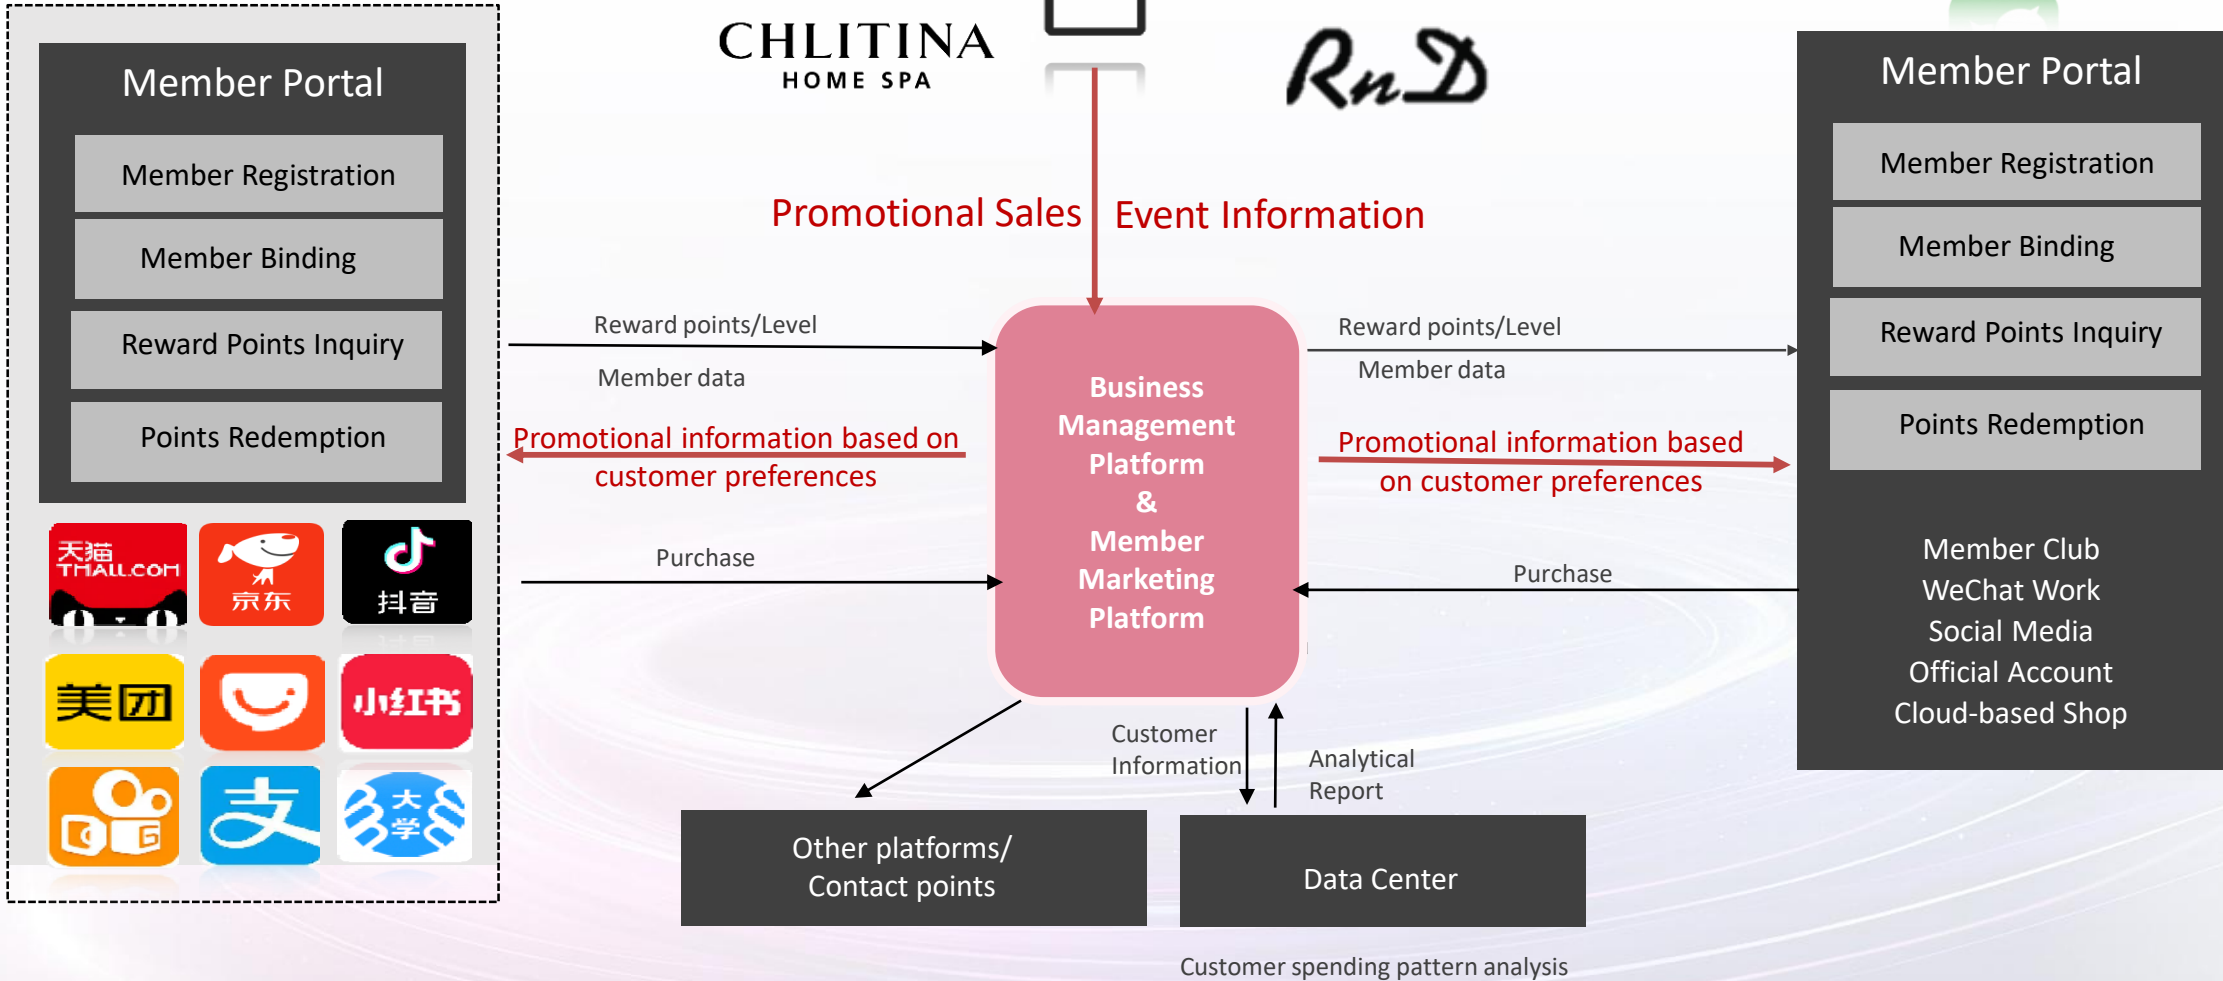 CHLITINA
HOME SPA
RnD
Member Portal
Member Registration
Member Binding
Reward Points Inquiry
Points Redemption
天猫
TMALL.COM
京东
抖音
美团
小红书
支
大
学
Promotional Sales
Event Information
Reward points/Level
Member data
Promotional information based on
customer preferences
Purchase
Business
Management
Platform
&
Member
Marketing
Platform
Reward points/Level
Member data
Promotional information based
on customer preferences
Purchase
Member Portal
Member Registration
Member Binding
Reward Points Inquiry
Points Redemption
Member Club
WeChat Work
Social Media
Official Account
Cloud-based Shop
Customer
Information
Analytical
Report
Other platforms/
Contact points
Data Center
Customer spending pattern analysis